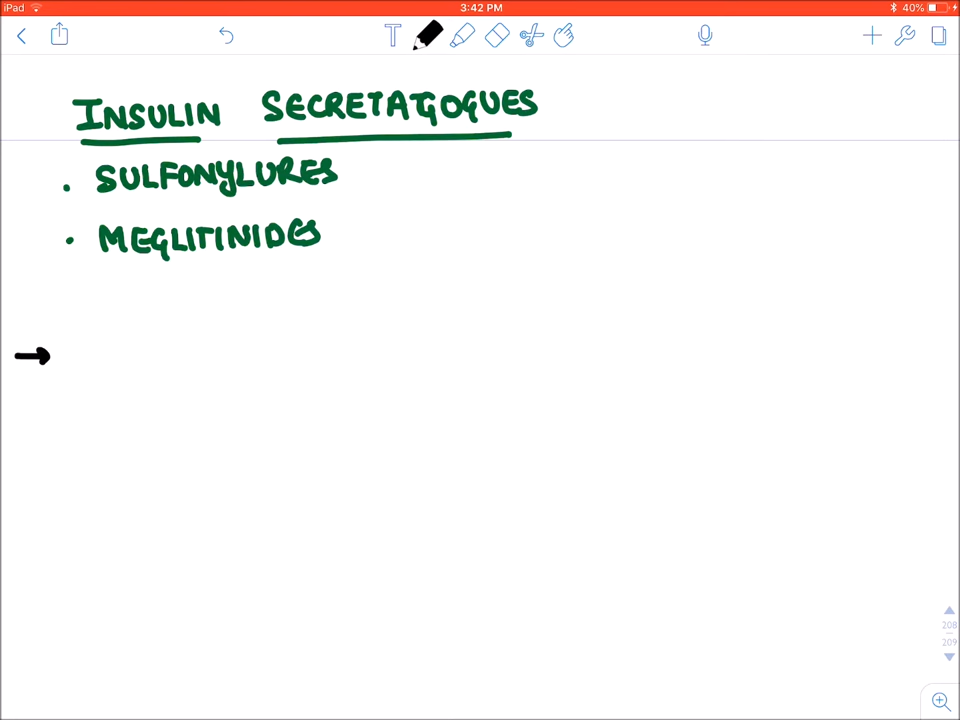 iPad 3:42 PM 40%
T
INSULIN SECRETAGOGUES
• SULFONYLURES
• MEGLITINIDES
→
208
209